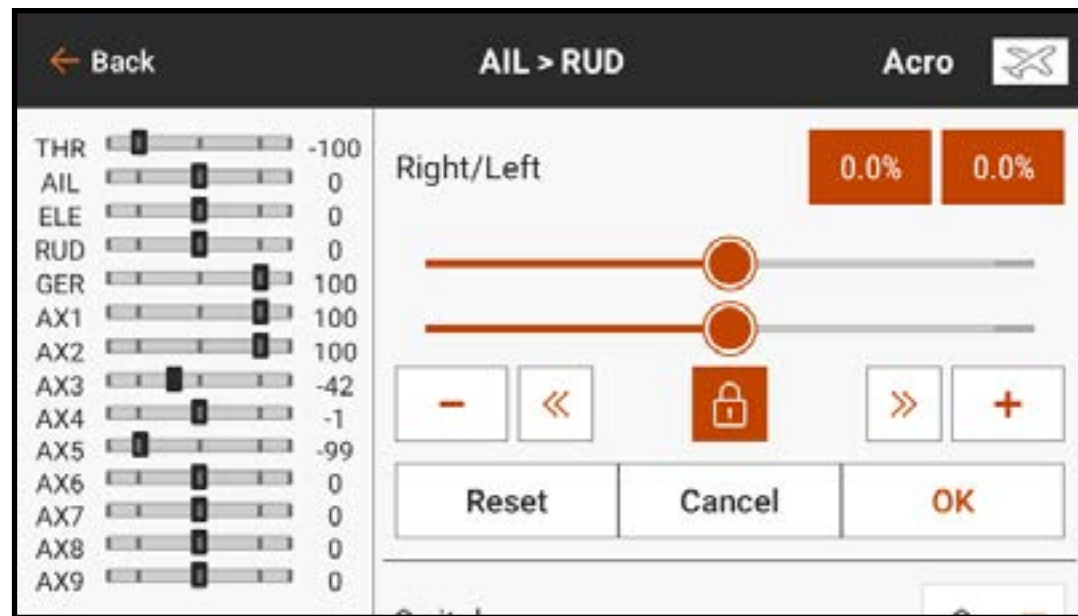 Back AIL > RUD Acro
THR -100
AIL 0
ELE 0
RUD 0
GER 100
AX1 100
AX2 100
AX3 -42
AX4 -1
AX5 -99
AX6 0
AX7 0
AX8 0
AX9 0
Right/Left 0.0% 0.0%
Reset Cancel OK